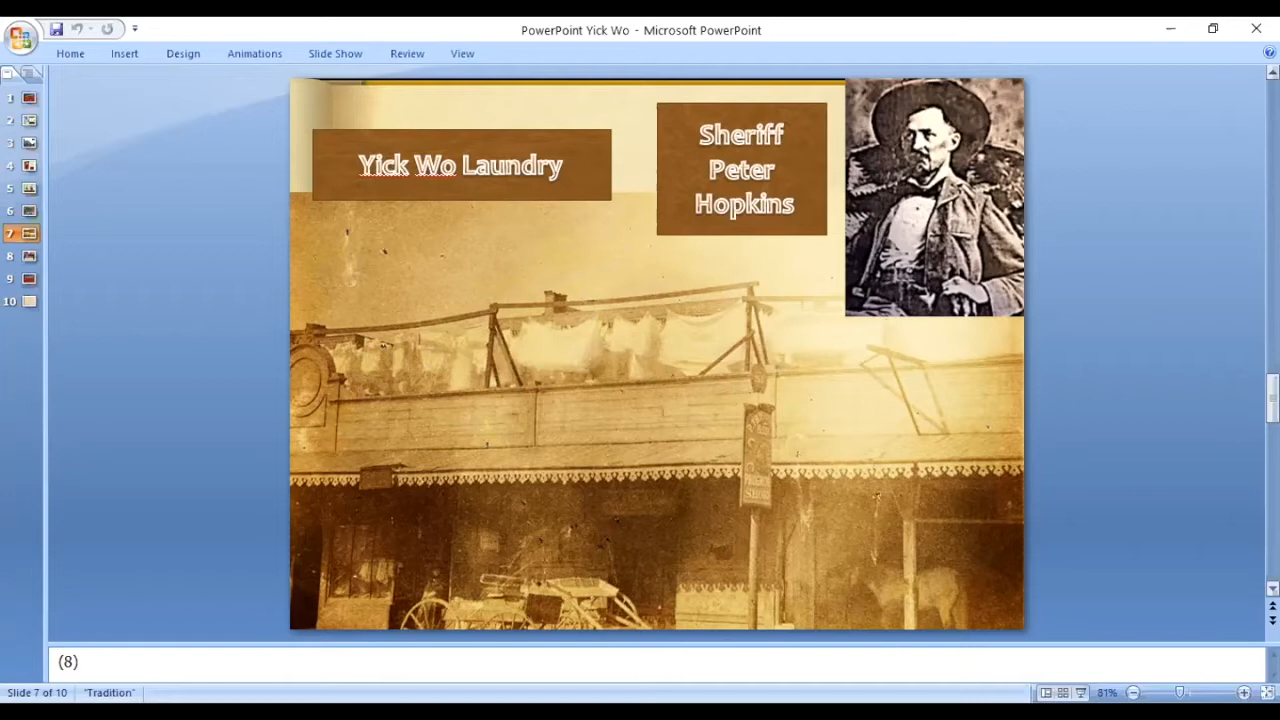 PowerPoint Yick Wo - Microsoft PowerPoint
Home Insert Design Animations Slide Show Review View
1
2
3
4
5
6
7
8
9
10
Yick Wo Laundry
Sheriff
Peter
Hopkins
(8)
Slide 7 of 10 "Tradition" 81%